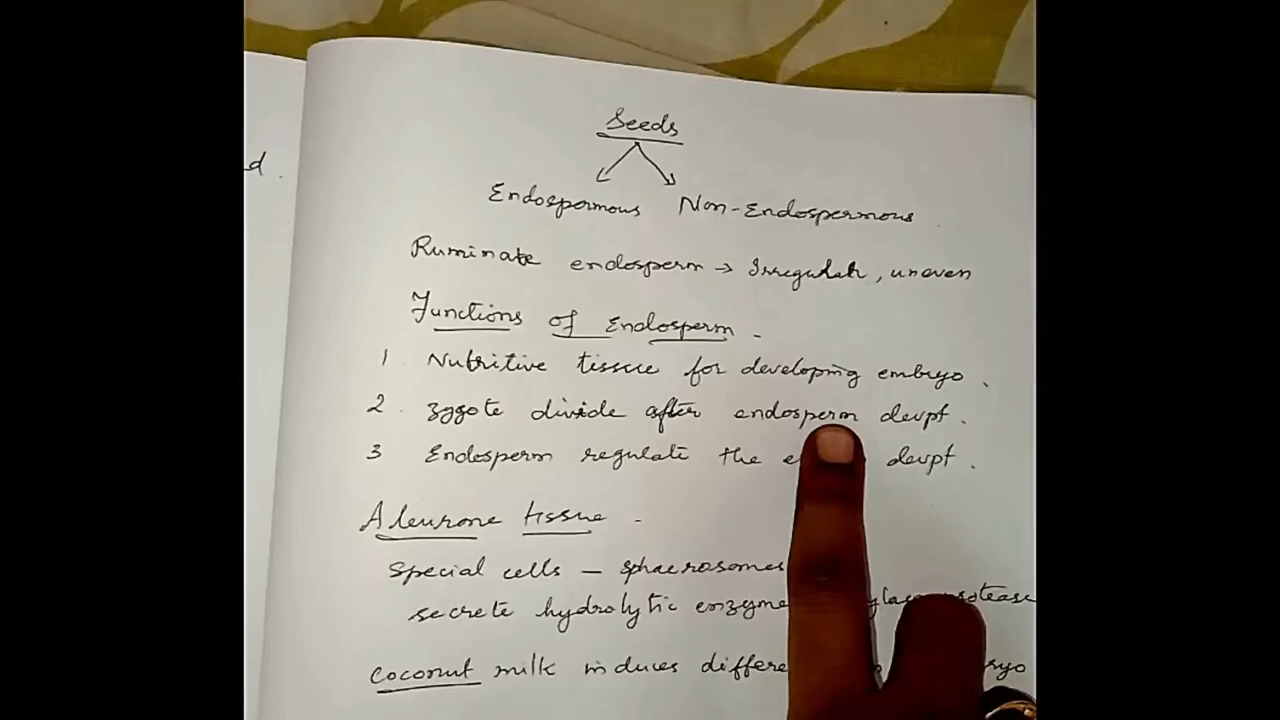 Seeds
Endospermous Non-Endospermous
d.
Ruminate endosperm → Irregular, uneven
Functions of Endosperm -
1. Nutritive tissue for developing embryo.
2. Zygote divide after endosperm devpt.
3 Endosperm regulate the devpt.
Aleurone tissue -
Special cells – sphaerosomes
secrete hydrolytic
coconut milk induces